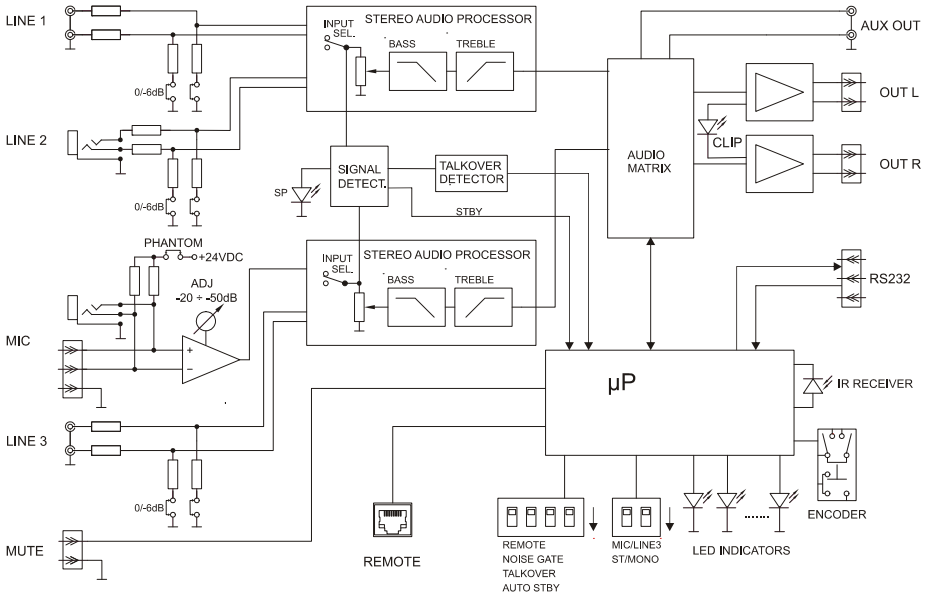 LINE 1
INPUT
SEL.
STEREO AUDIO PROCESSOR
BASS
TREBLE
AUX OUT
0/-6dB
OUT L
LINE 2
CLIP
AUDIO
MATRIX
OUT R
SIGNAL
DETECT.
TALKOVER
DETECTOR
SP
0/-6dB
STBY
PHANTOM
+24VDC
INPUT
SEL.
STEREO AUDIO PROCESSOR
BASS
TREBLE
ADJ
-20 ÷ -50dB
RS232
MIC
+
−
µP
IR RECEIVER
LINE 3
0/-6dB
ENCODER
MUTE
REMOTE
REMOTE
NOISE GATE
TALKOVER
AUTO STBY
MIC/LINE3
ST/MONO
........
LED INDICATORS